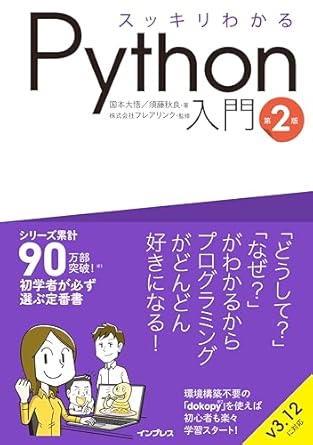 スッキリわかる
Python
国本大悟／須藤秋良・著
株式会社フレアリンク・監修
入門
第2版
「どうして？」
「なぜ？」
がわかるから
プログラミング
がどんどん
好きになる！
シリーズ累計
90万部
突破！※1
初学者が必ず
選ぶ定番書
環境構築不要の
「dokopy」を使えば
初心者も楽々
学習スタート！
v3.12
に対応
インプレス